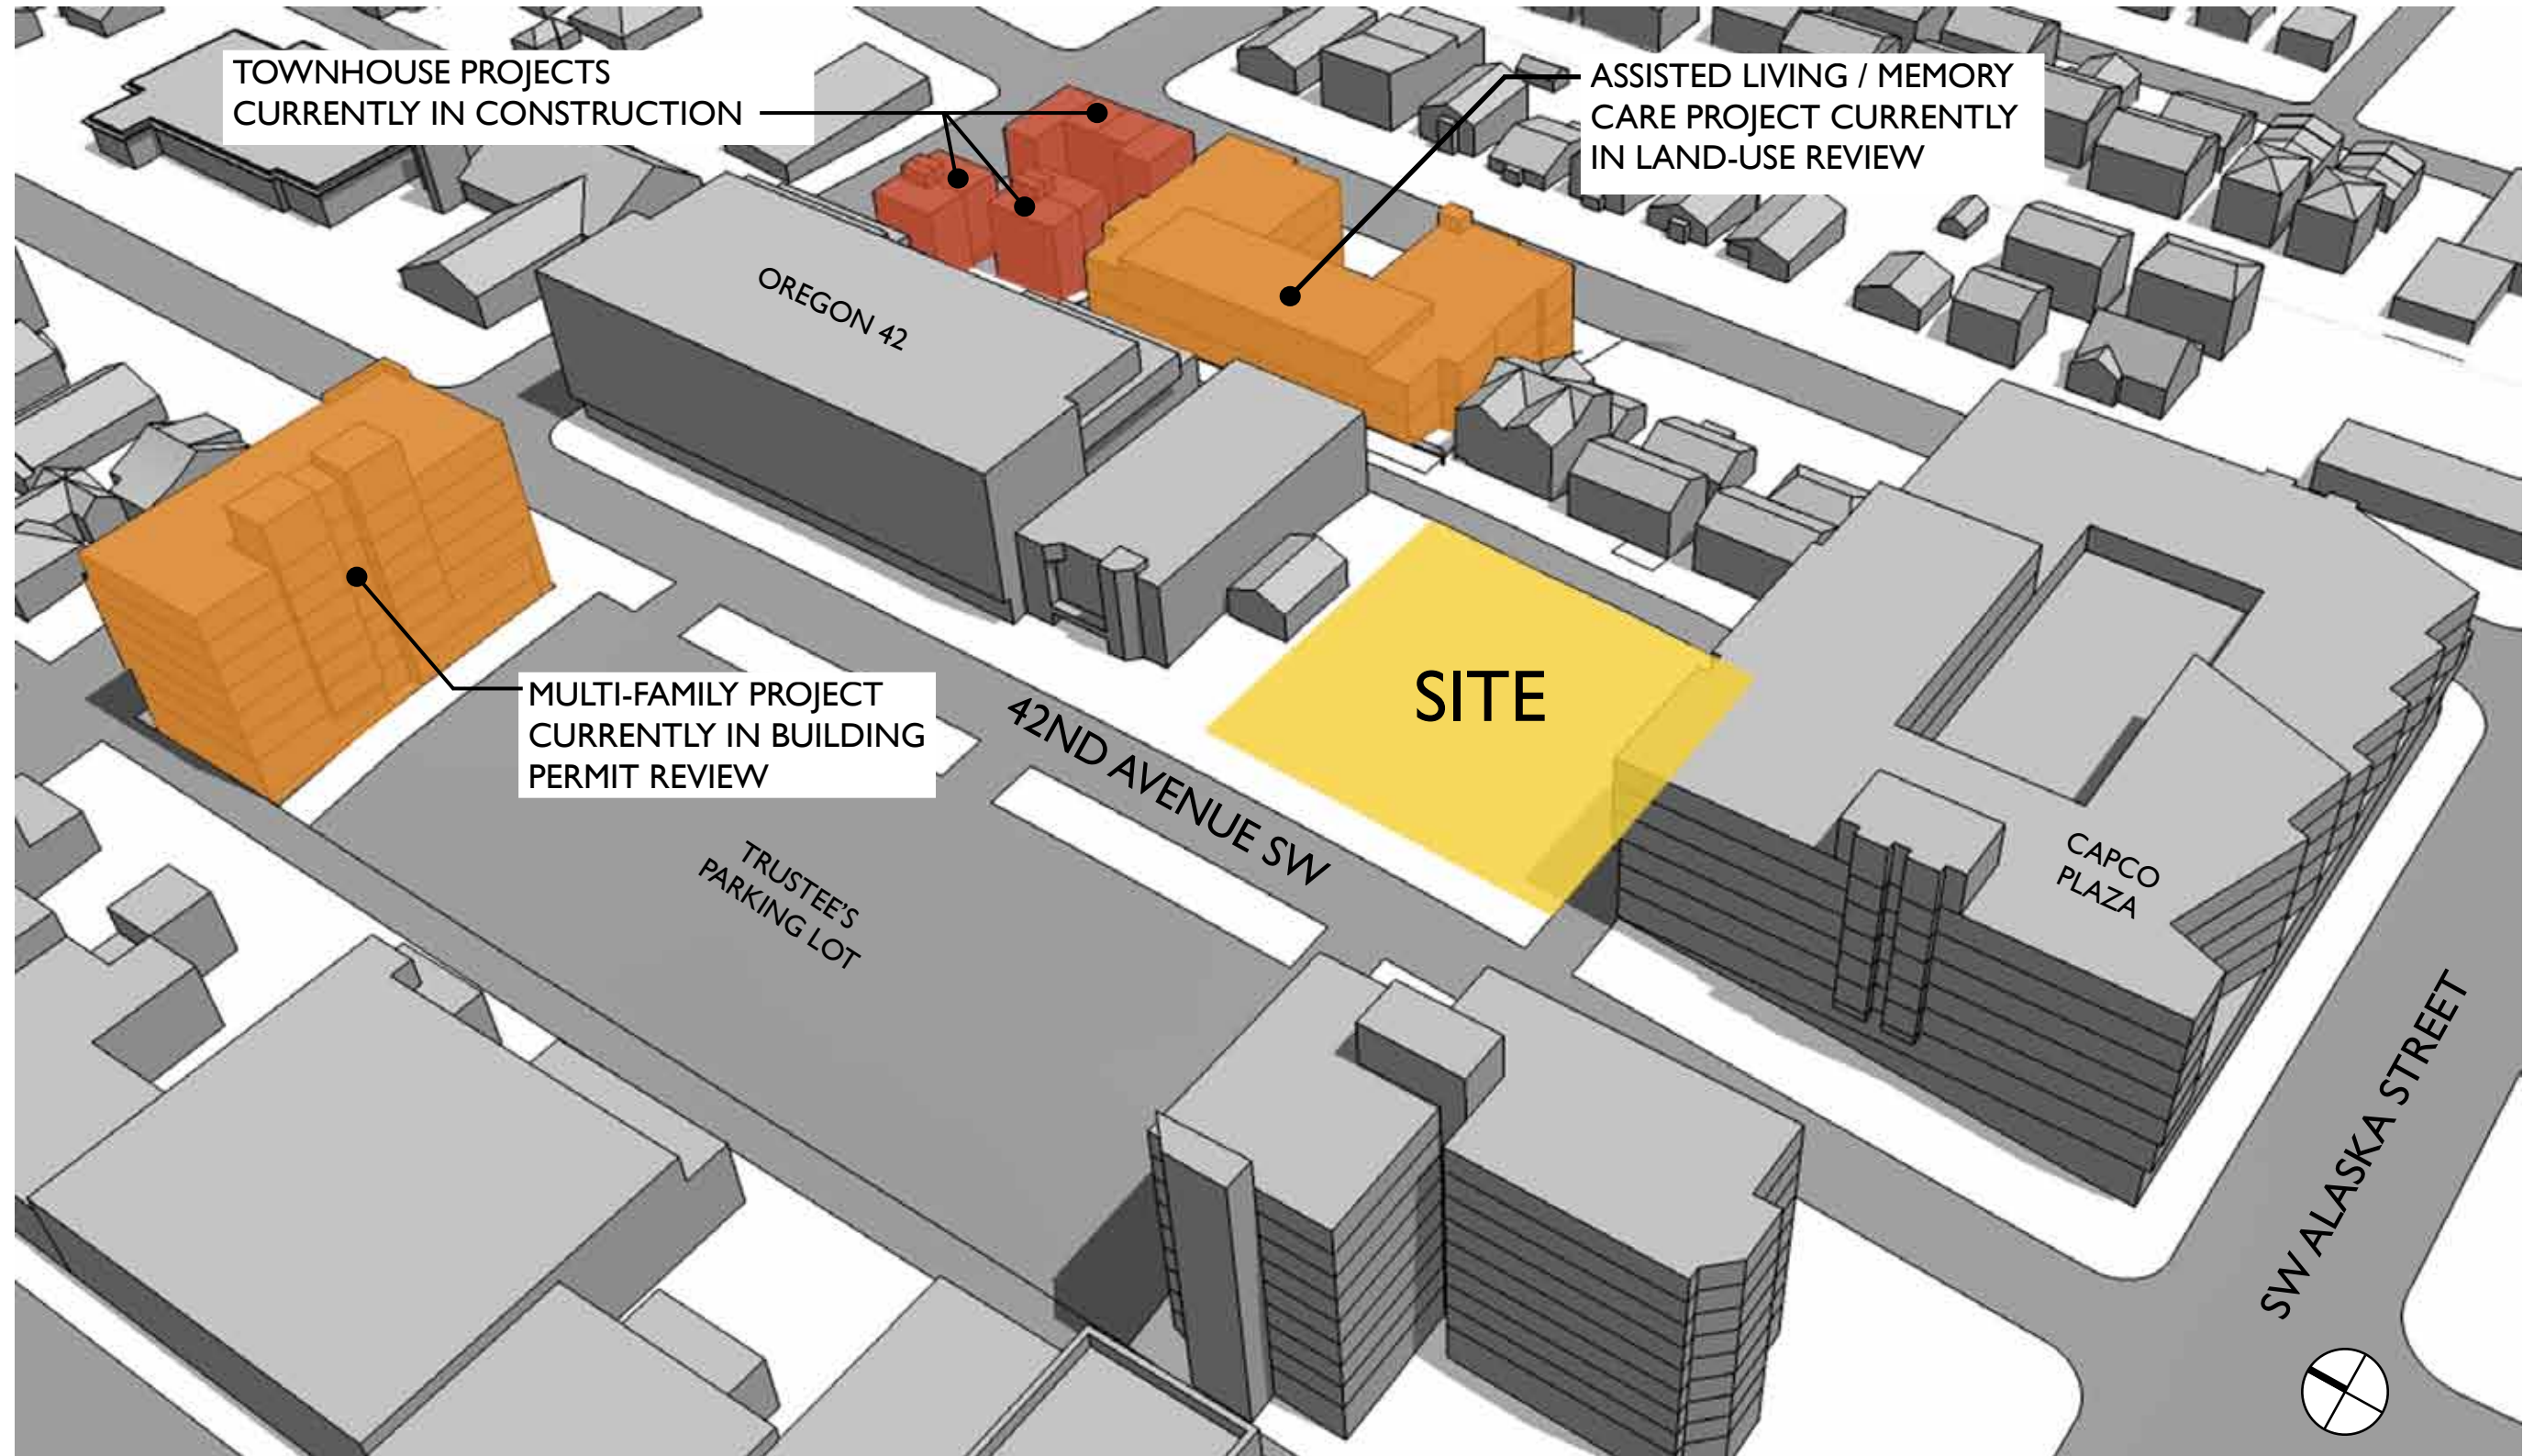 TOWNHOUSE PROJECTS
CURRENTLY IN CONSTRUCTION
ASSISTED LIVING / MEMORY
CARE PROJECT CURRENTLY
IN LAND-USE REVIEW
OREGON 42
MULTI-FAMILY PROJECT
CURRENTLY IN BUILDING
PERMIT REVIEW
SITE
42ND AVENUE SW
TRUSTEE'S
PARKING LOT
CAPCO
PLAZA
SW ALASKA STREET